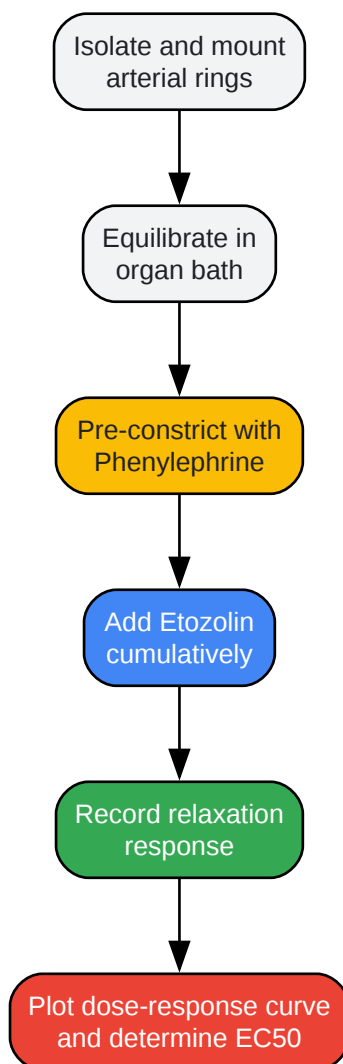 Isolate and mount
arterial rings
Equilibrate in
organ bath
Pre-constrict with
Phenylephrine
Add Etozolin
cumulatively
Record relaxation
response
Plot dose-response curve
and determine EC50